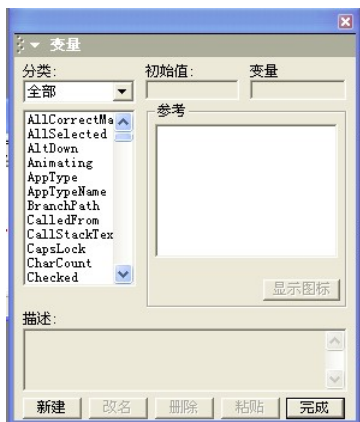 变量
分类:
初始值:
变量
全部
AllCorrectMa
AllSelected
AltDown
Animating
AppType
AppTypeName
BranchPath
CalledFrom
CallStackTex
CapsLock
CharCount
Checked
参考
显示图标
描述:
新建
改名
删除
粘贴
完成